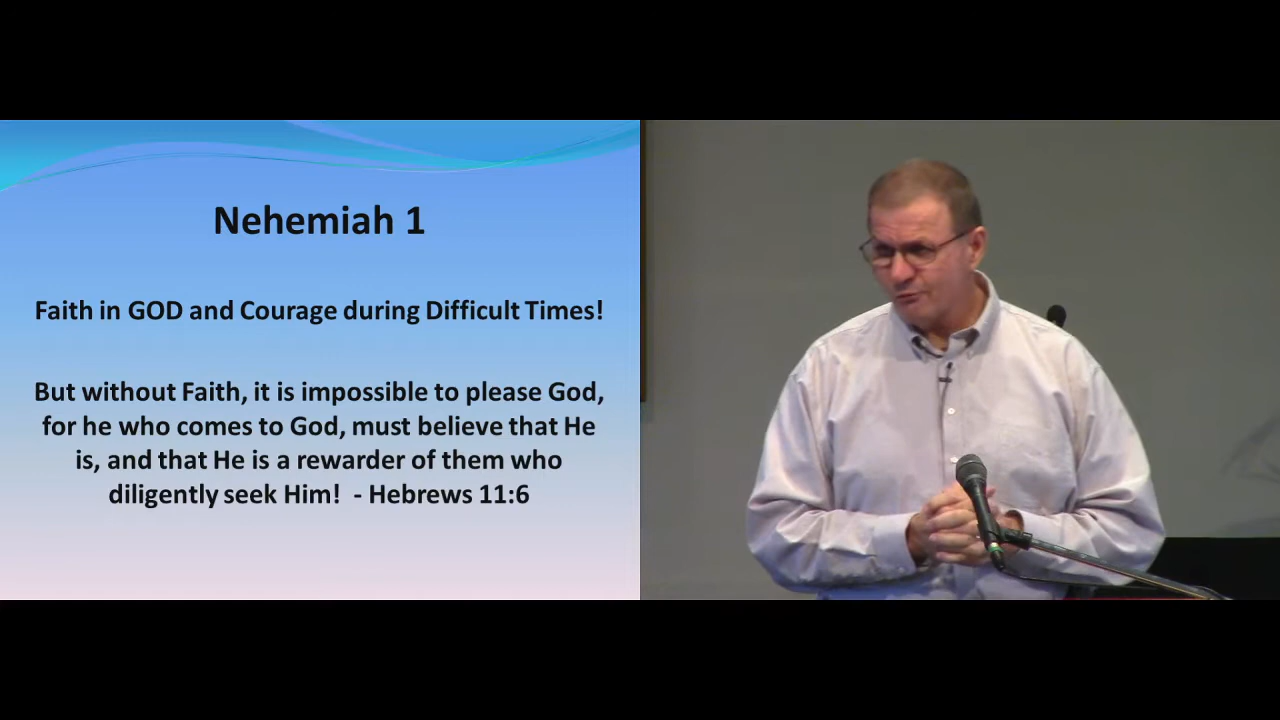 Nehemiah 1
Faith in GOD and Courage during Difficult Times!
But without Faith, it is impossible to please God,
for he who comes to God, must believe that He
is, and that He is a rewarder of them who
diligently seek Him!  - Hebrews 11:6